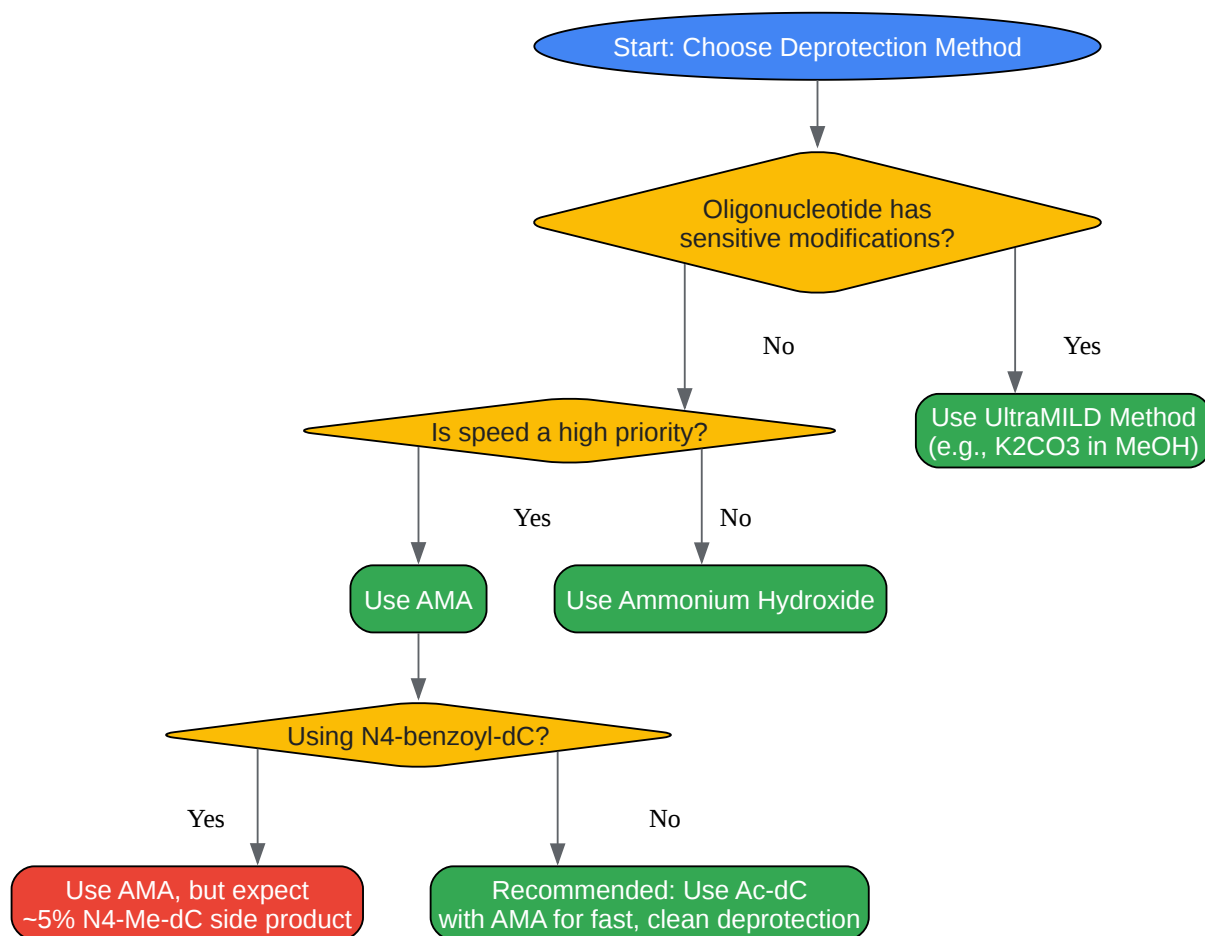 Start: Choose Deprotection Method
Oligonucleotide has
sensitive modifications?
No
Yes
Use UltraMILD Method
(e.g., K2CO3 in MeOH)
Is speed a high priority?
Yes
No
Use AMA
Use Ammonium Hydroxide
Using N4-benzoyl-dC?
Yes
No
Use AMA, but expect
~5% N4-Me-dC side product
Recommended: Use Ac-dC
with AMA for fast, clean deprotection